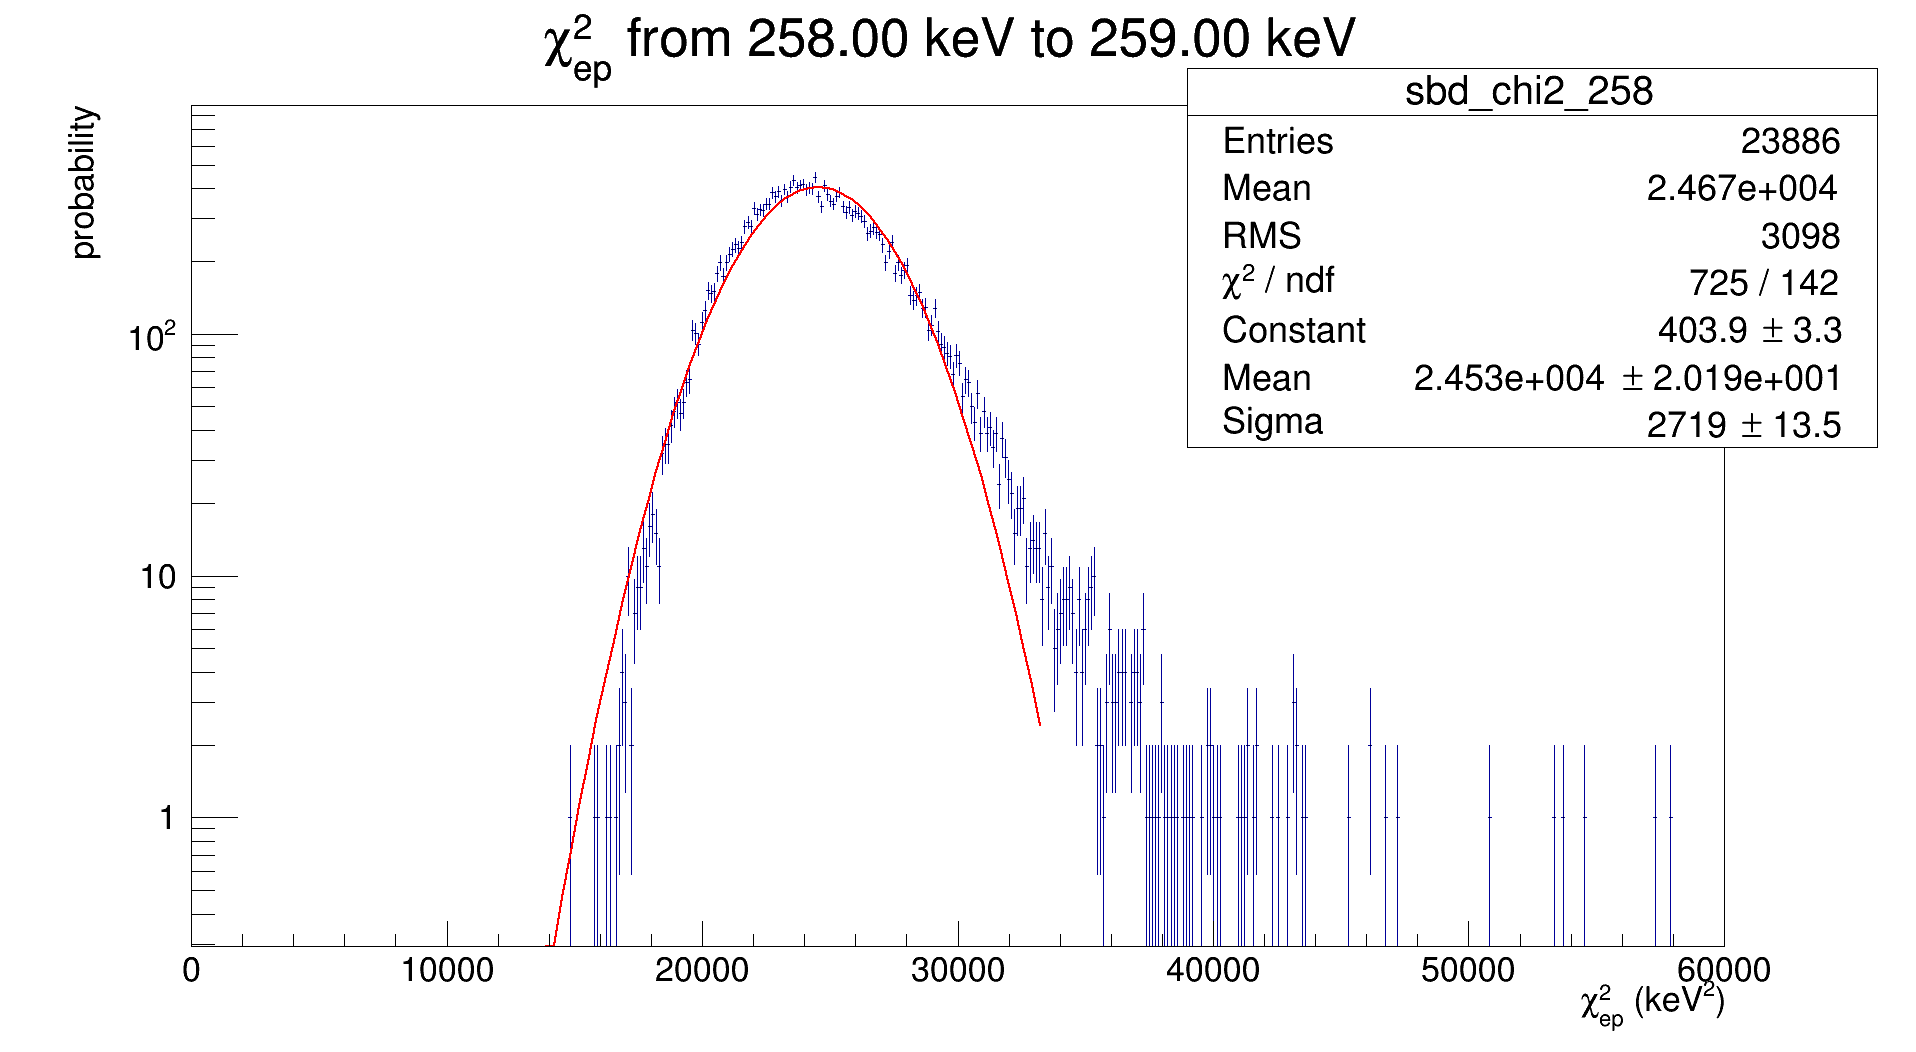 χ²ep from 258.00 keV to 259.00 keV
sbd_chi2_258
Entries 23886
Mean 2.467e+004
RMS 3098
χ² / ndf 725 / 142
Constant 403.9 ± 3.3
Mean 2.453e+004 ± 2.019e+001
Sigma 2719 ± 13.5
probability
10²
10
1
0 10000 20000 30000 40000 50000 60000
χ²ep (keV²)